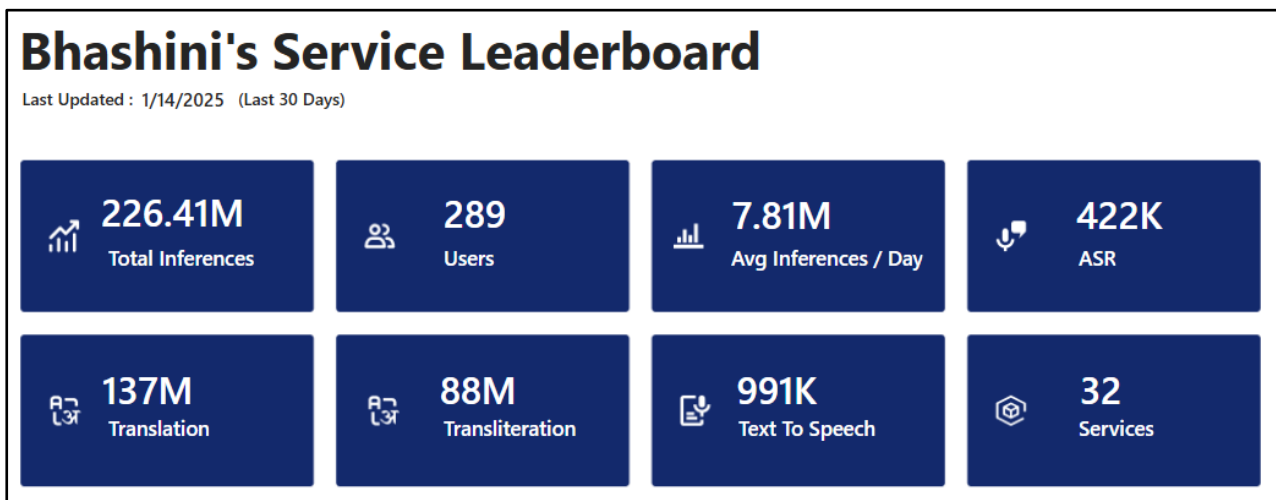 Bhashini's Service Leaderboard
Last Updated : 1/14/2025 (Last 30 Days)
226.41M
Total Inferences
289
Users
7.81M
Avg Inferences / Day
422K
ASR
137M
Translation
88M
Transliteration
991K
Text To Speech
32
Services